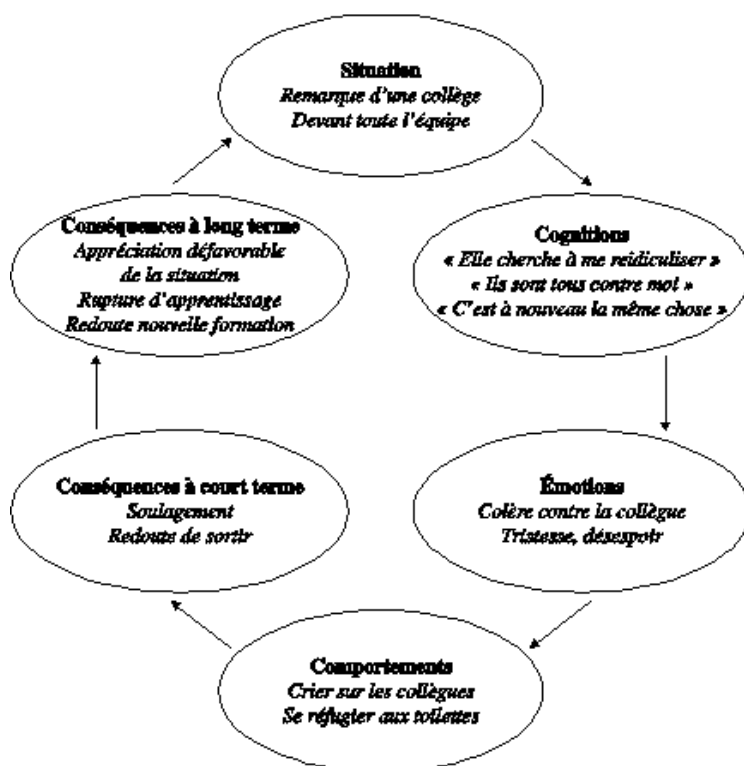 Situation
Remarque d'une collège
Devant toute l'équipe
Cognitions
« Elle cherche à me reidiculiser »
« Ils sont tous contre moi »
« C'est à nouveau la même chose »
Émotions
Colère contre la collègue
Tristesse, désespoir
Comportements
Crier sur les collègues
Se réfugier aux toilettes
Conséquences à court terme
Soulagement
Redoute de sortir
Conséquences à long terme
Appréciation défavorable
de la situation
Rupture d'apprentissage
Redoute nouvelle formation